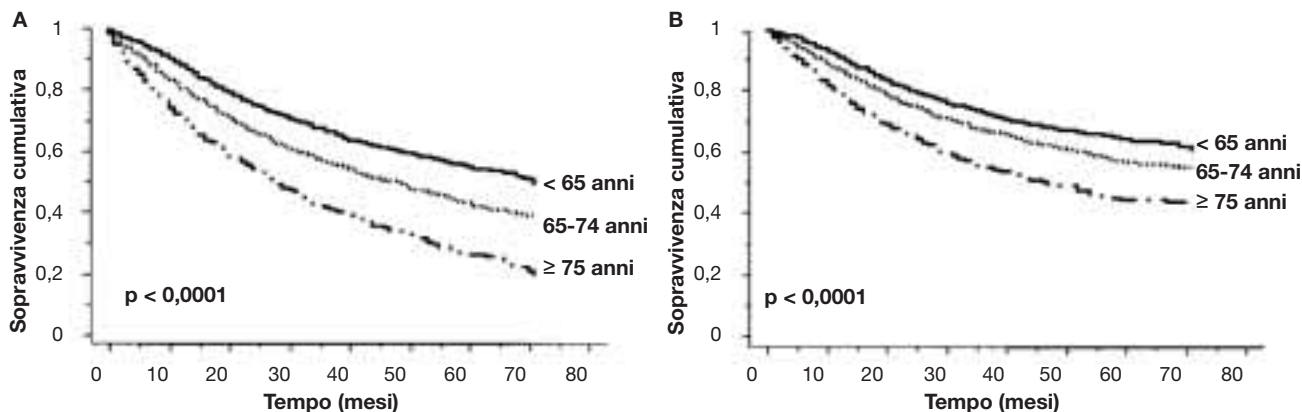 A
Sopravvivenza cumulativa
1
0,8
0,6
0,4
0,2
0
< 65 anni
65-74 anni
≥ 75 anni
p < 0,0001
0 10 20 30 40 50 60 70 80
Tempo (mesi)
B
Sopravvivenza cumulativa
1
0,8
0,6
0,4
0,2
0
< 65 anni
65-74 anni
≥ 75 anni
p < 0,0001
0 10 20 30 40 50 60 70 80
Tempo (mesi)